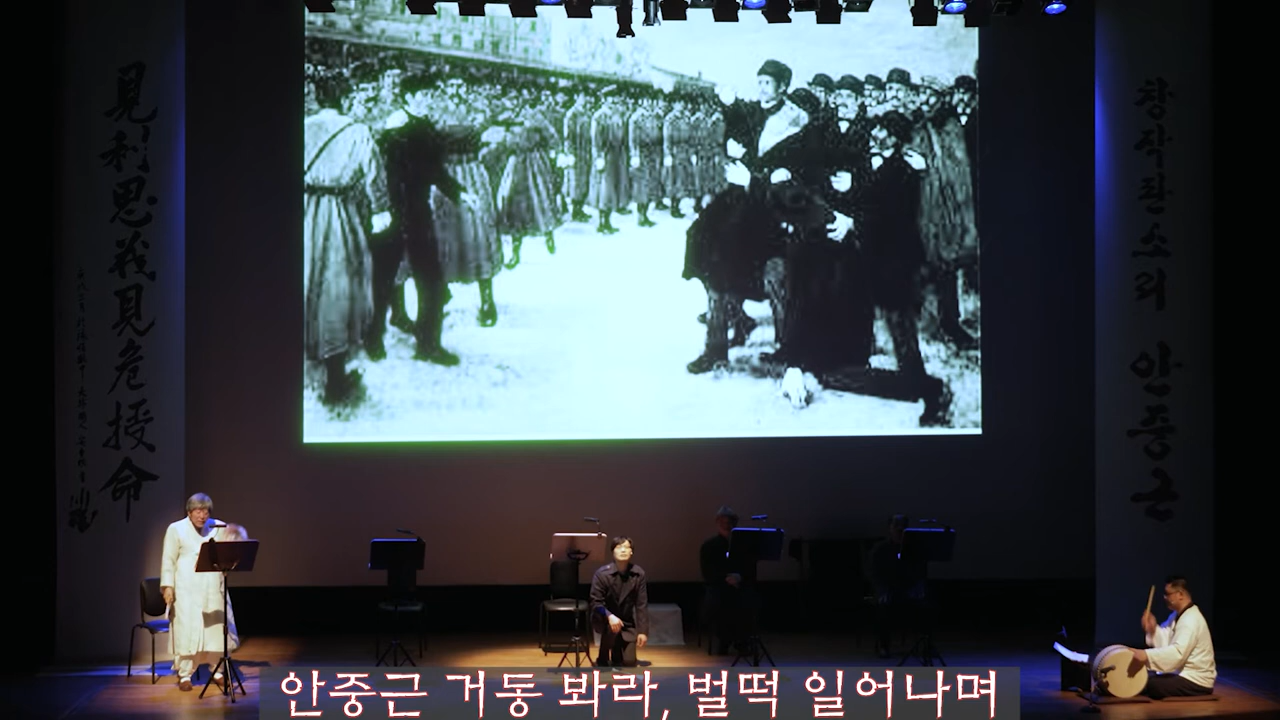 見利思義見危授命
창작판소리 안중근
안중근 거동 봐라, 벌떡 일어나며